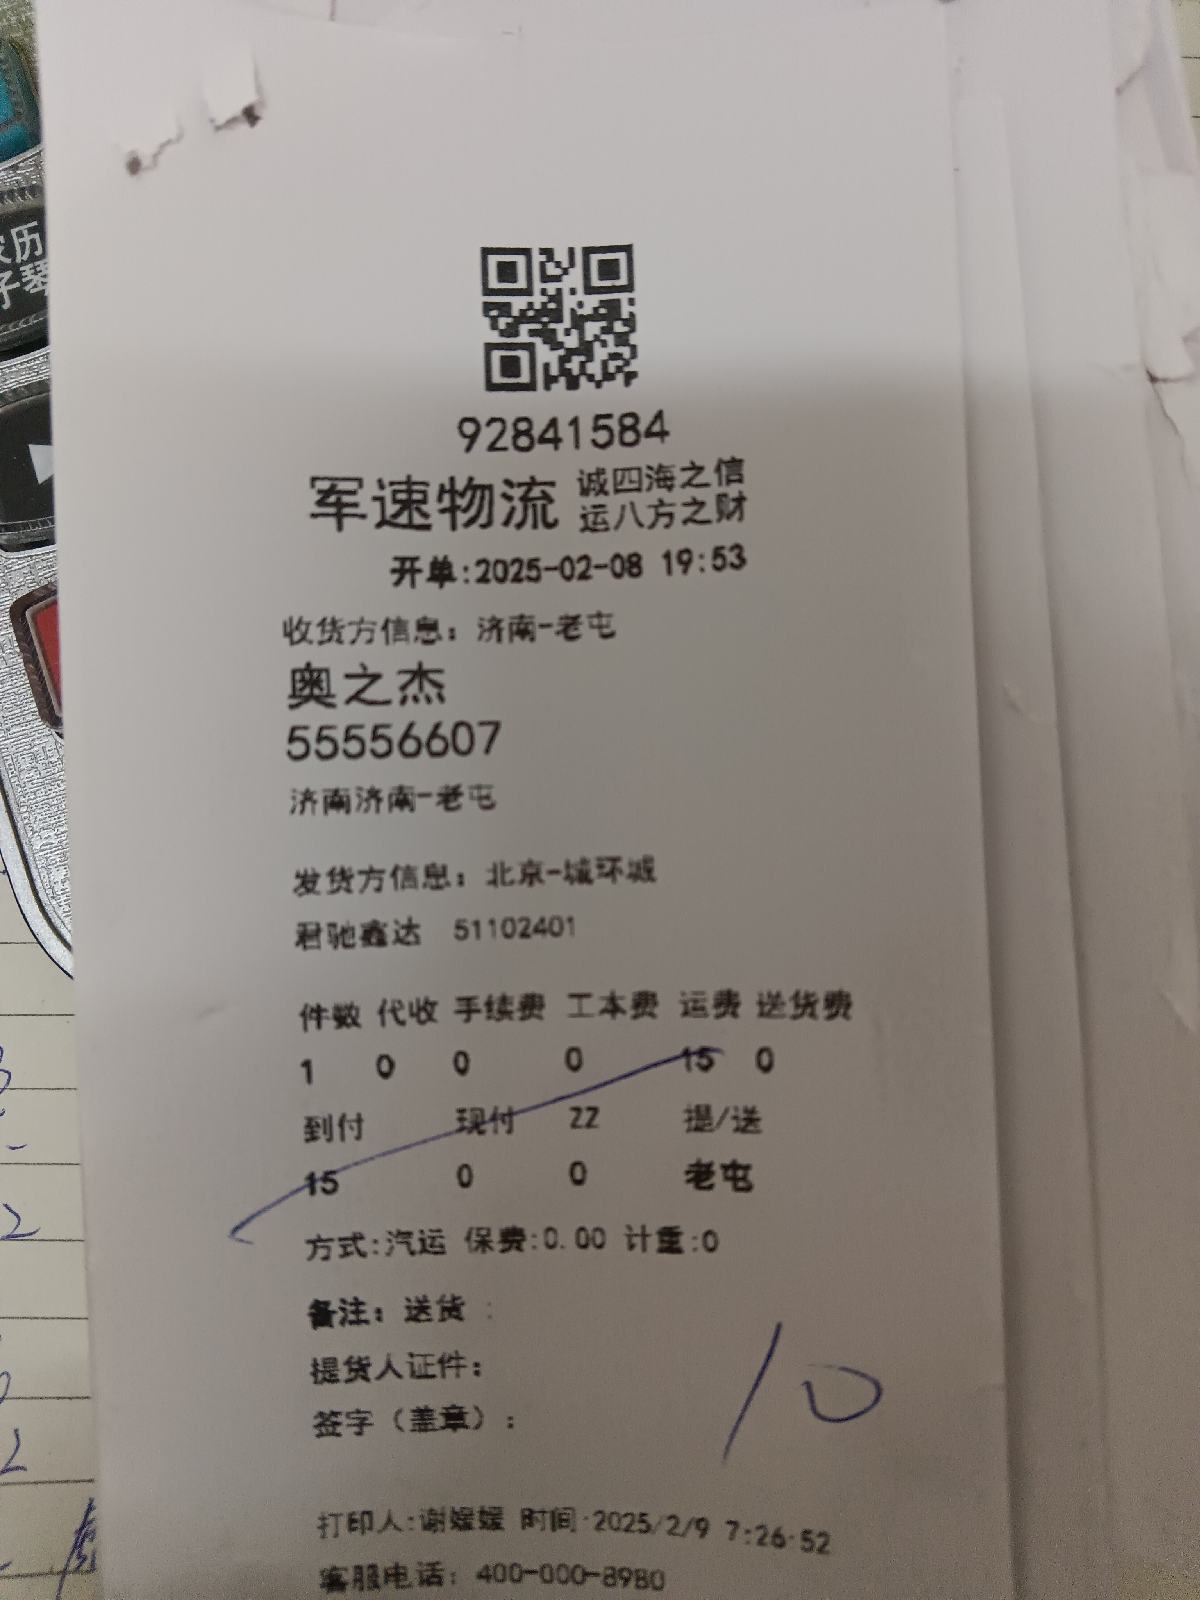 农历
子琴
92841584
军速物流 诚四海之信
运八方之财
开单:2025-02-08 19:53
收货方信息：济南-老屯
奥之杰
55556607
济南济南-老屯
发货方信息：北京-城环城
君驰鑫达 51102401
件数 代收 手续费 工本费 运费 送货费
1 0 0 0 15 0
到付 现付 ZZ 提/送
15 0 0 老屯
方式:汽运 保费:0.00 计重:0
备注：送货 :
提货人证件：
签字（盖章）：
10
打印人:谢媛媛 时间:2025/2/9 7:26:52
客服电话：400-000-8980